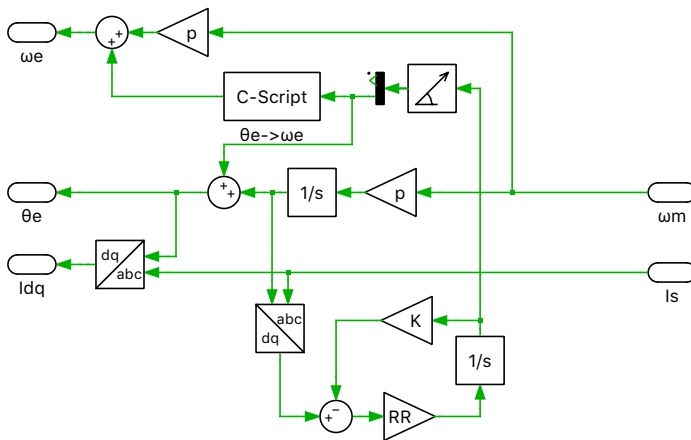 p
ωe
C-Script
θe->ωe
1/s
p
θe
ωm
dq
abc
Idq
Is
abc
dq
K
1/s
RR